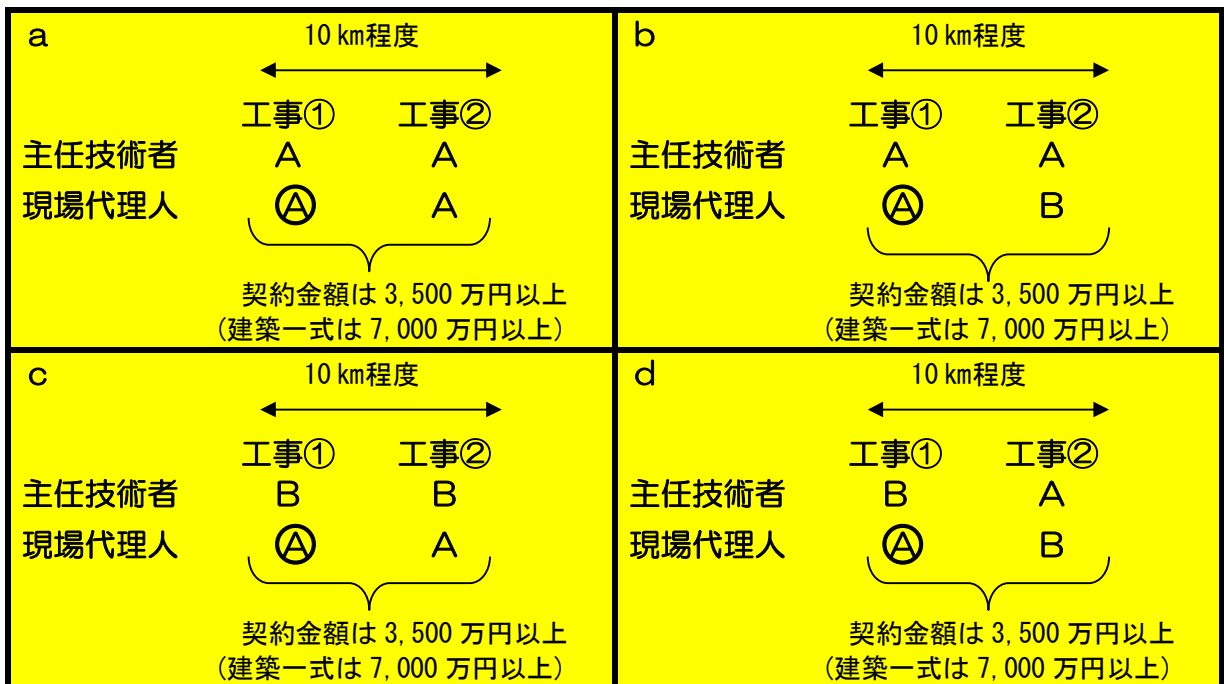 a
10 km程度
工事① 工事②
主任技術者 A A
現場代理人 Ⓐ A
契約金額は 3,500 万円以上
(建築一式は 7,000 万円以上)
b
10 km程度
工事① 工事②
主任技術者 A A
現場代理人 Ⓐ B
契約金額は 3,500 万円以上
(建築一式は 7,000 万円以上)
c
10 km程度
工事① 工事②
主任技術者 B B
現場代理人 Ⓐ A
契約金額は 3,500 万円以上
(建築一式は 7,000 万円以上)
d
10 km程度
工事① 工事②
主任技術者 B A
現場代理人 Ⓐ B
契約金額は 3,500 万円以上
(建築一式は 7,000 万円以上)